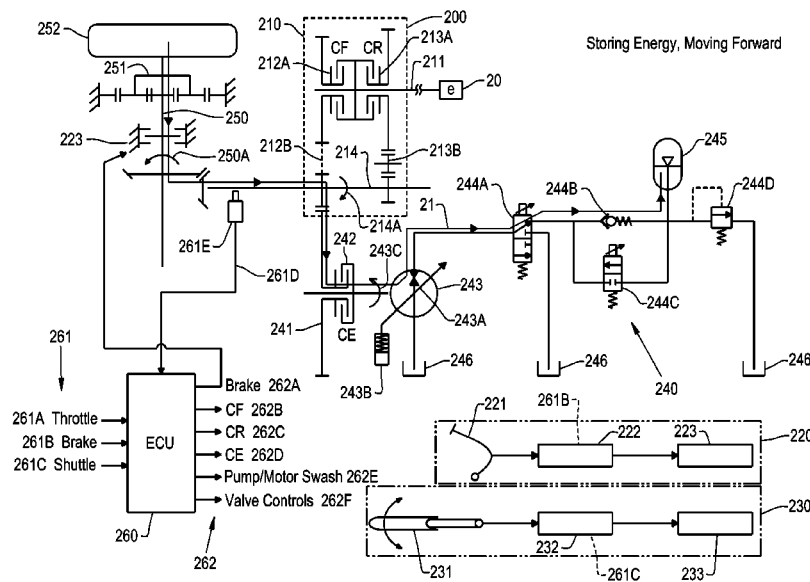 252
251
250
223
250A
210
200
CF
CR
213A
212A
211
e
20
Storing Energy, Moving Forward
212B
214
213B
214A
261E
261D
21
244A
244B
245
244D
244C
242
243C
243
243A
241
CE
243B
246
246
240
246
261
261A Throttle
261B Brake
261C Shuttle
ECU
Brake 262A
CF 262B
CR 262C
CE 262D
Pump/Motor Swash 262E
Valve Controls 262F
260
262
221
261B
222
223
220
231
232
261C
233
230